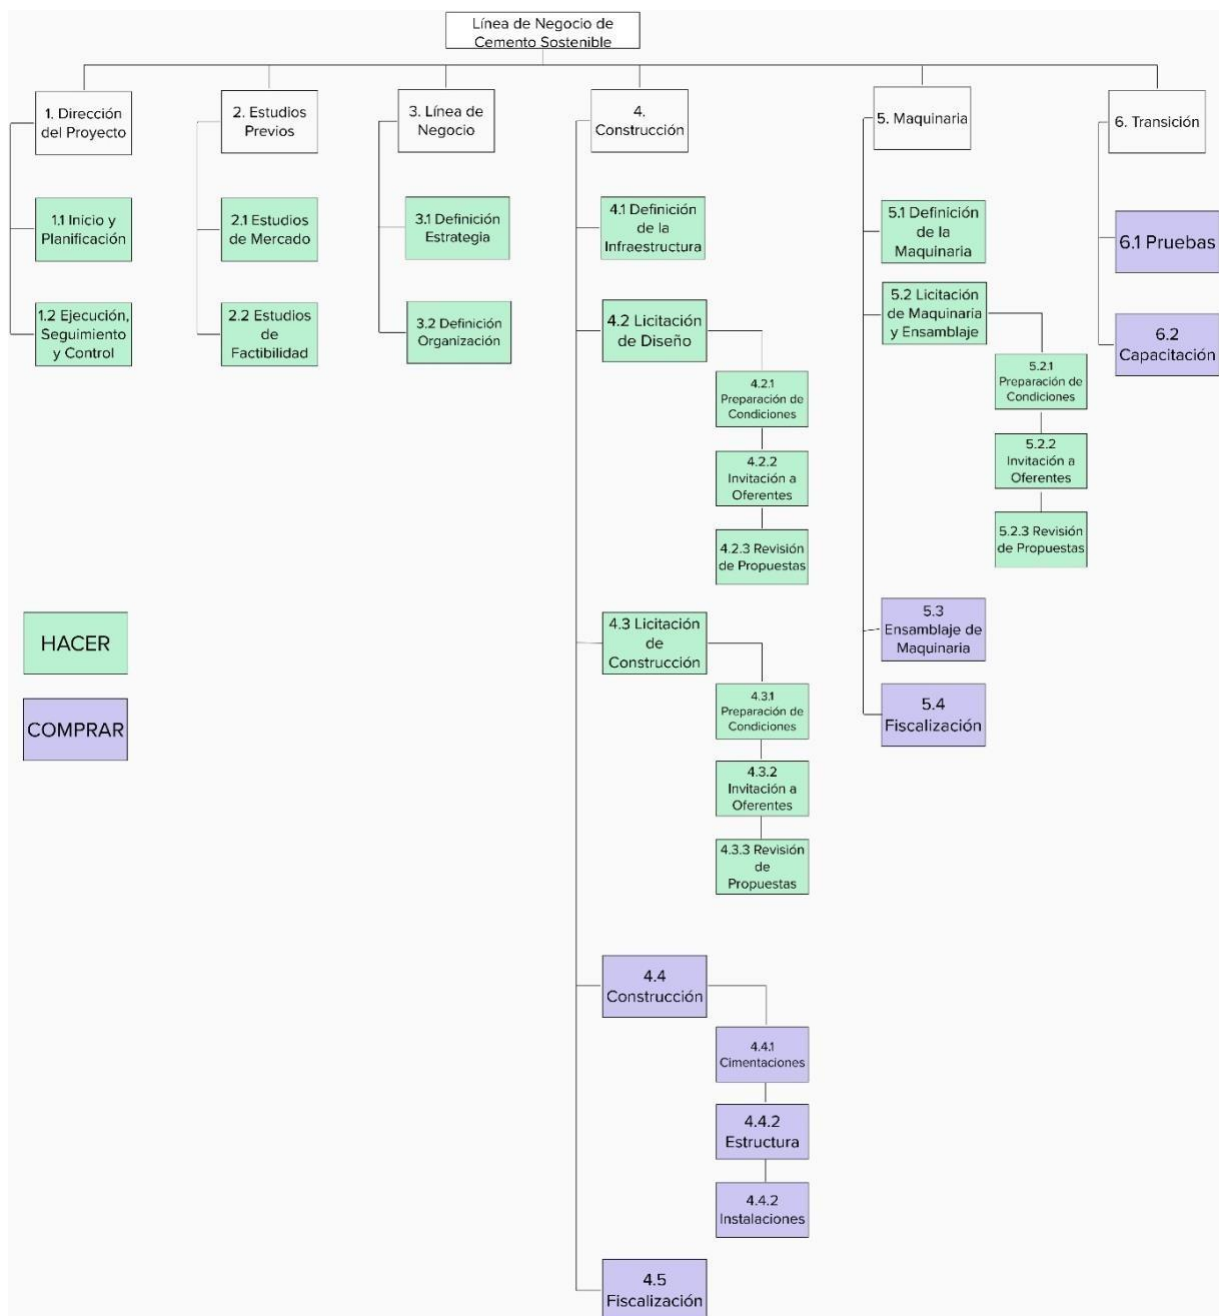 Línea de Negocio de
Cemento Sostenible
1. Dirección
del Proyecto
1.1 Inicio y
Planificación
1.2 Ejecución,
Seguimiento
y Control
2. Estudios
Previos
2.1 Estudios
de Mercado
2.2 Estudios
de
Factibilidad
3. Línea de
Negocio
3.1 Definición
Estrategia
3.2 Definición
Organización
4.
Construcción
4.1 Definición
de la
Infraestructura
4.2 Licitación
de Diseño
4.2.1
Preparación de
Condiciones
4.2.2
Invitación a
Oferentes
4.2.3 Revisión
de Propuestas
4.3 Licitación
de
Construcción
4.3.1
Preparación de
Condiciones
4.3.2
Invitación a
Oferentes
4.3.3 Revisión
de
Propuestas
4.4
Construcción
4.4.1
Cimentaciones
4.4.2
Estructura
4.4.2
Instalaciones
4.5
Fiscalización
5. Maquinaria
5.1 Definición
de la
Maquinaria
5.2 Licitación
de Maquinaria
y Ensamblaje
5.2.1
Preparación de
Condiciones
5.2.2
Invitación a
Oferentes
5.2.3 Revisión
de Propuestas
5.3
Ensamblaje de
Maquinaria
5.4
Fiscalización
6. Transición
6.1 Pruebas
6.2
Capacitación
HACER
COMPRAR